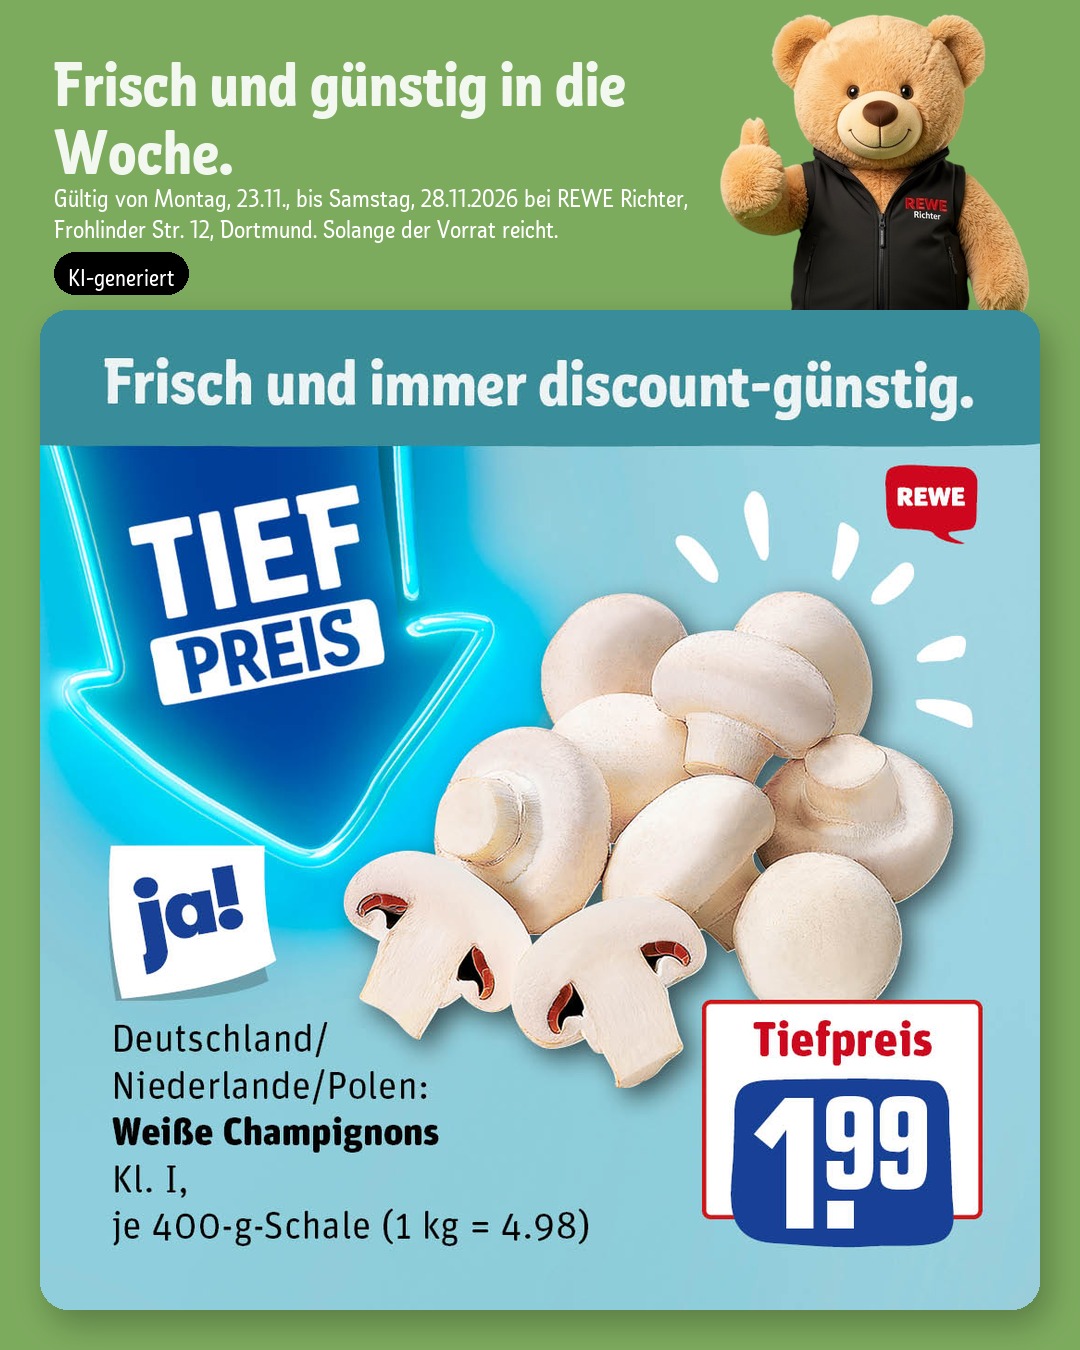 Frisch und günstig in die
Woche.
Gültig von Montag, 23.11., bis Samstag, 28.11.2026 bei REWE Richter,
Frohlinder Str. 12, Dortmund. Solange der Vorrat reicht.
KI-generiert
REWE
Richter
Frisch und immer discount-günstig.
TIEF
PREIS
REWE
ja!
Deutschland/
Niederlande/Polen:
Weiße Champignons
Kl. I,
je 400-g-Schale (1 kg = 4.98)
Tiefpreis
1.99